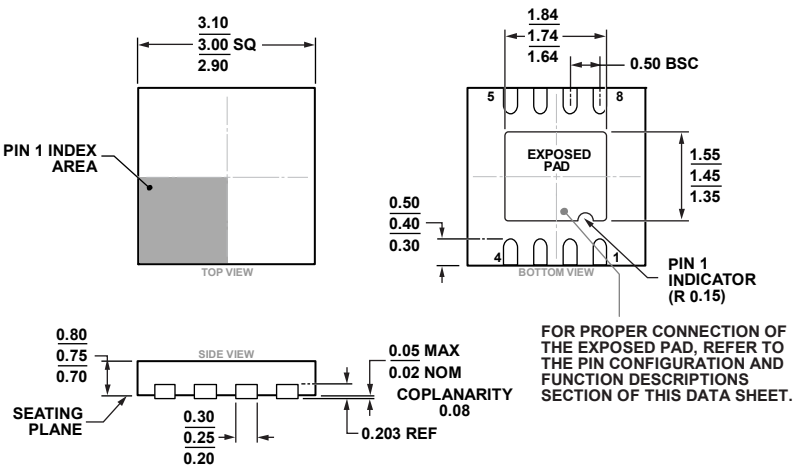 3.10
3.00 SQ
2.90
PIN 1 INDEX
AREA
TOP VIEW
1.84
1.74
1.64
0.50 BSC
5
8
EXPOSED
PAD
1.55
1.45
1.35
0.50
0.40
0.30
4
1
BOTTOM VIEW
PIN 1
INDICATOR
(R 0.15)
FOR PROPER CONNECTION OF
THE EXPOSED PAD, REFER TO
THE PIN CONFIGURATION AND
FUNCTION DESCRIPTIONS
SECTION OF THIS DATA SHEET.
0.80
0.75
0.70
SIDE VIEW
0.05 MAX
0.02 NOM
COPLANARITY
0.08
SEATING
PLANE
0.30
0.25
0.20
0.203 REF